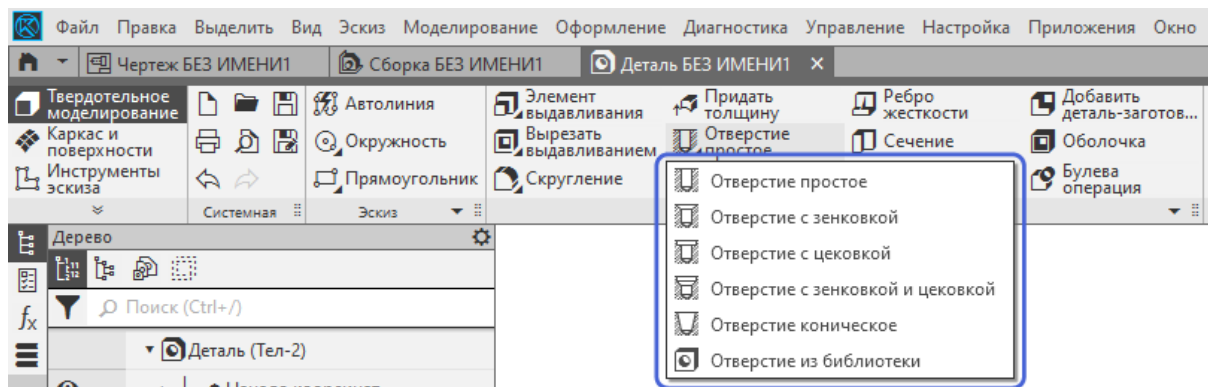 Файл Правка Выделить Вид Эскиз Моделирование Оформление Диагностика Управление Настройка Приложения Окно
Чертеж БЕЗ ИМЕНИ1 Сборка БЕЗ ИМЕНИ1 Деталь БЕЗ ИМЕНИ1
Твердотельное
моделирование
Каркас и
поверхности
Инструменты
эскиза
Системная
Автолиния
Окружность
Прямоугольник
Эскиз
Элемент
выдавливания
Вырезать
выдавливанием
Скругление
Придать
толщину
Отверстие
простое
Ребро
жесткости
Сечение
Добавить
деталь-заготов...
Оболочка
Булева
операция
Отверстие простое
Отверстие с зенковкой
Отверстие с цековкой
Отверстие с зенковкой и цековкой
Отверстие коническое
Отверстие из библиотеки
Дерево
Поиск (Ctrl+/)
Деталь (Тел-2)